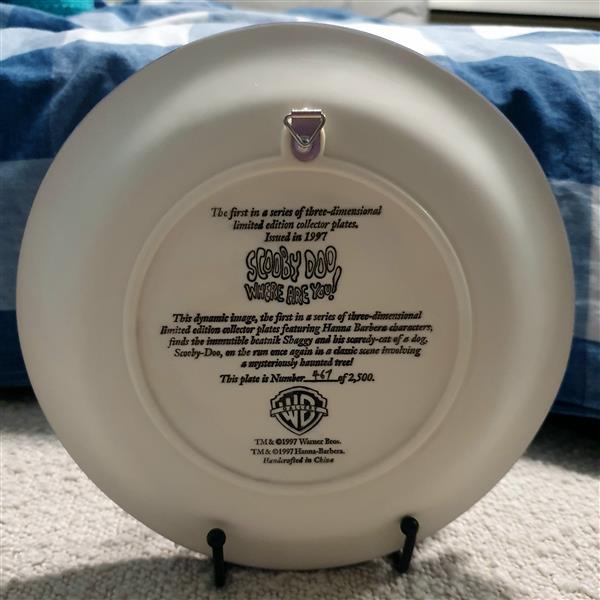 The first in a series of three-dimensional
limited edition collector plates.
Issued in 1997
SCOOBY DOO
WHERE ARE YOU!
This dynamic image, the first in a series of three-dimensional
limited edition collector plates featuring Hanna Barbera characters,
finds the inimitable beatnik Shaggy and his scaredy-cat of a dog,
Scooby-Doo, on the run once again in a classic scene involving
a mysteriously haunted tree!
This plate is Number 467 of 2,500.
WB
TM & ©1997 Warner Bros.
TM & ©1997 Hanna-Barbera.
Handcrafted in China